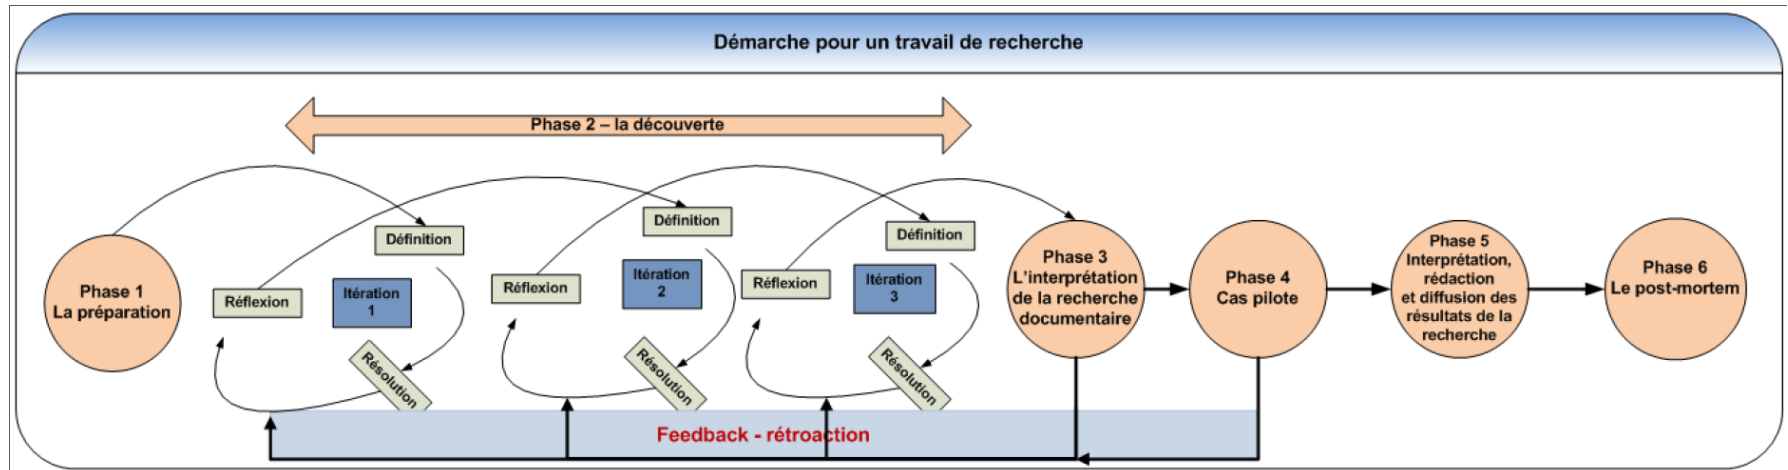 Démarche pour un travail de recherche
Phase 2 – la découverte
Phase 1
La préparation
Définition
Réflexion
Itération
1
Résolution
Définition
Réflexion
Itération
2
Résolution
Définition
Réflexion
Itération
3
Résolution
Phase 3
L'interprétation
de la recherche
documentaire
Phase 4
Cas pilote
Phase 5
Interprétation,
rédaction
et diffusion des
résultats de la
recherche
Phase 6
Le post-mortem
Feedback - rétroaction